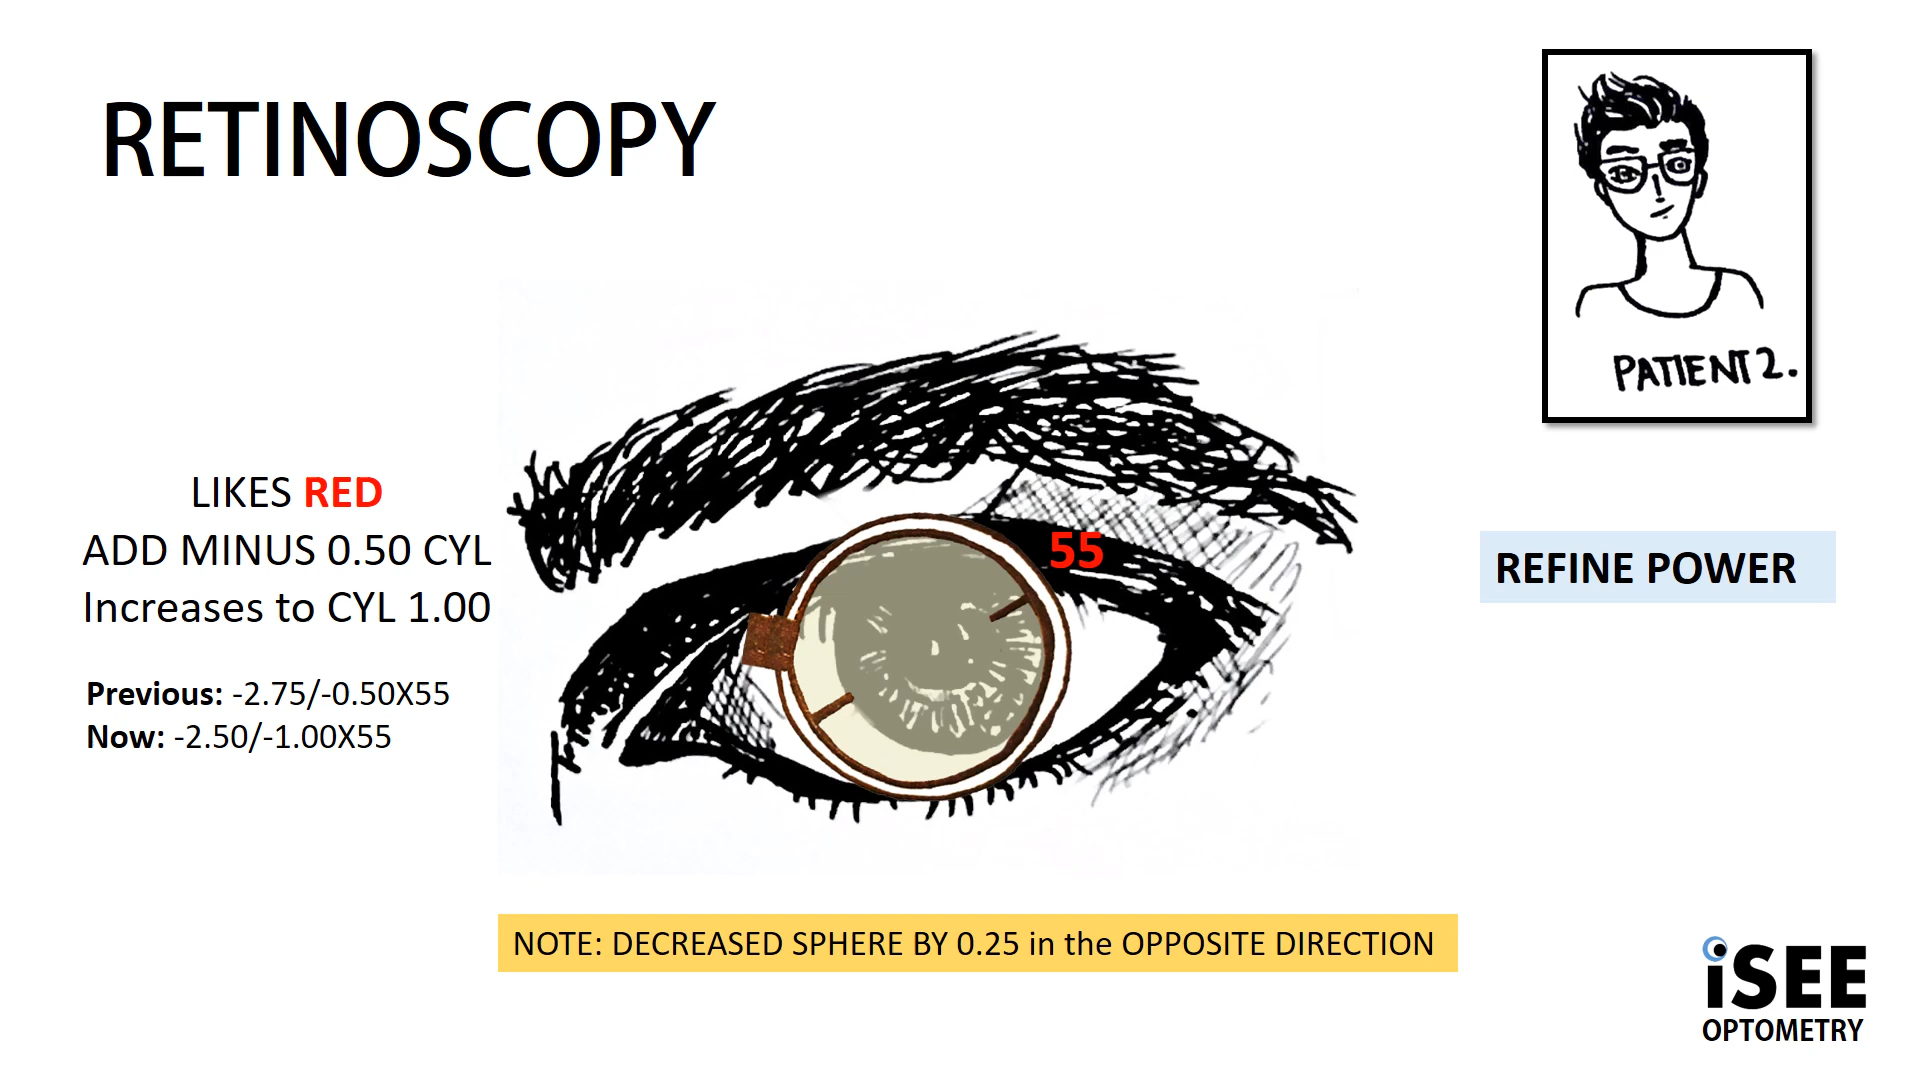 RETINOSCOPY
PATIENT 2.
LIKES RED
ADD MINUS 0.50 CYL
Increases to CYL 1.00
Previous: -2.75/-0.50X55
Now: -2.50/-1.00X55
55
REFINE POWER
NOTE: DECREASED SPHERE BY 0.25 in the OPPOSITE DIRECTION
iSEE
OPTOMETRY